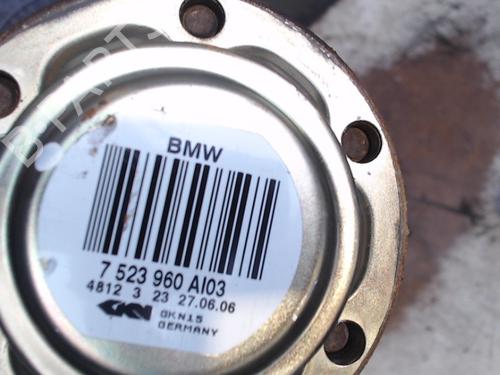 BMW
7 523 960 AI03
4812 3 23 27.06.06
GKN GKN15
GERMANY